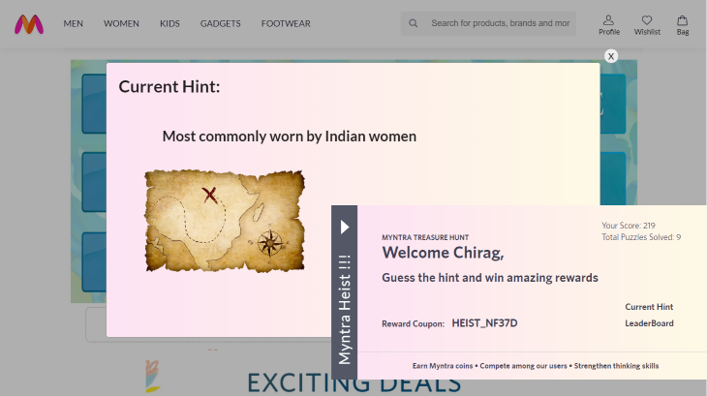 MEN WOMEN KIDS GADGETS FOOTWEAR
Search for products, brands and mor
Profile Wishlist Bag
X
Current Hint:
Most commonly worn by Indian women
Myntra Heist !!!
Your Score: 219
Total Puzzles Solved: 9
MYNTRA TREASURE HUNT
Welcome Chirag,
Guess the hint and win amazing rewards
Current Hint
Reward Coupon: HEIST_NF37D
LeaderBoard
Earn Myntra coins • Compete among our users • Strengthen thinking skills
EXCITING DEALS